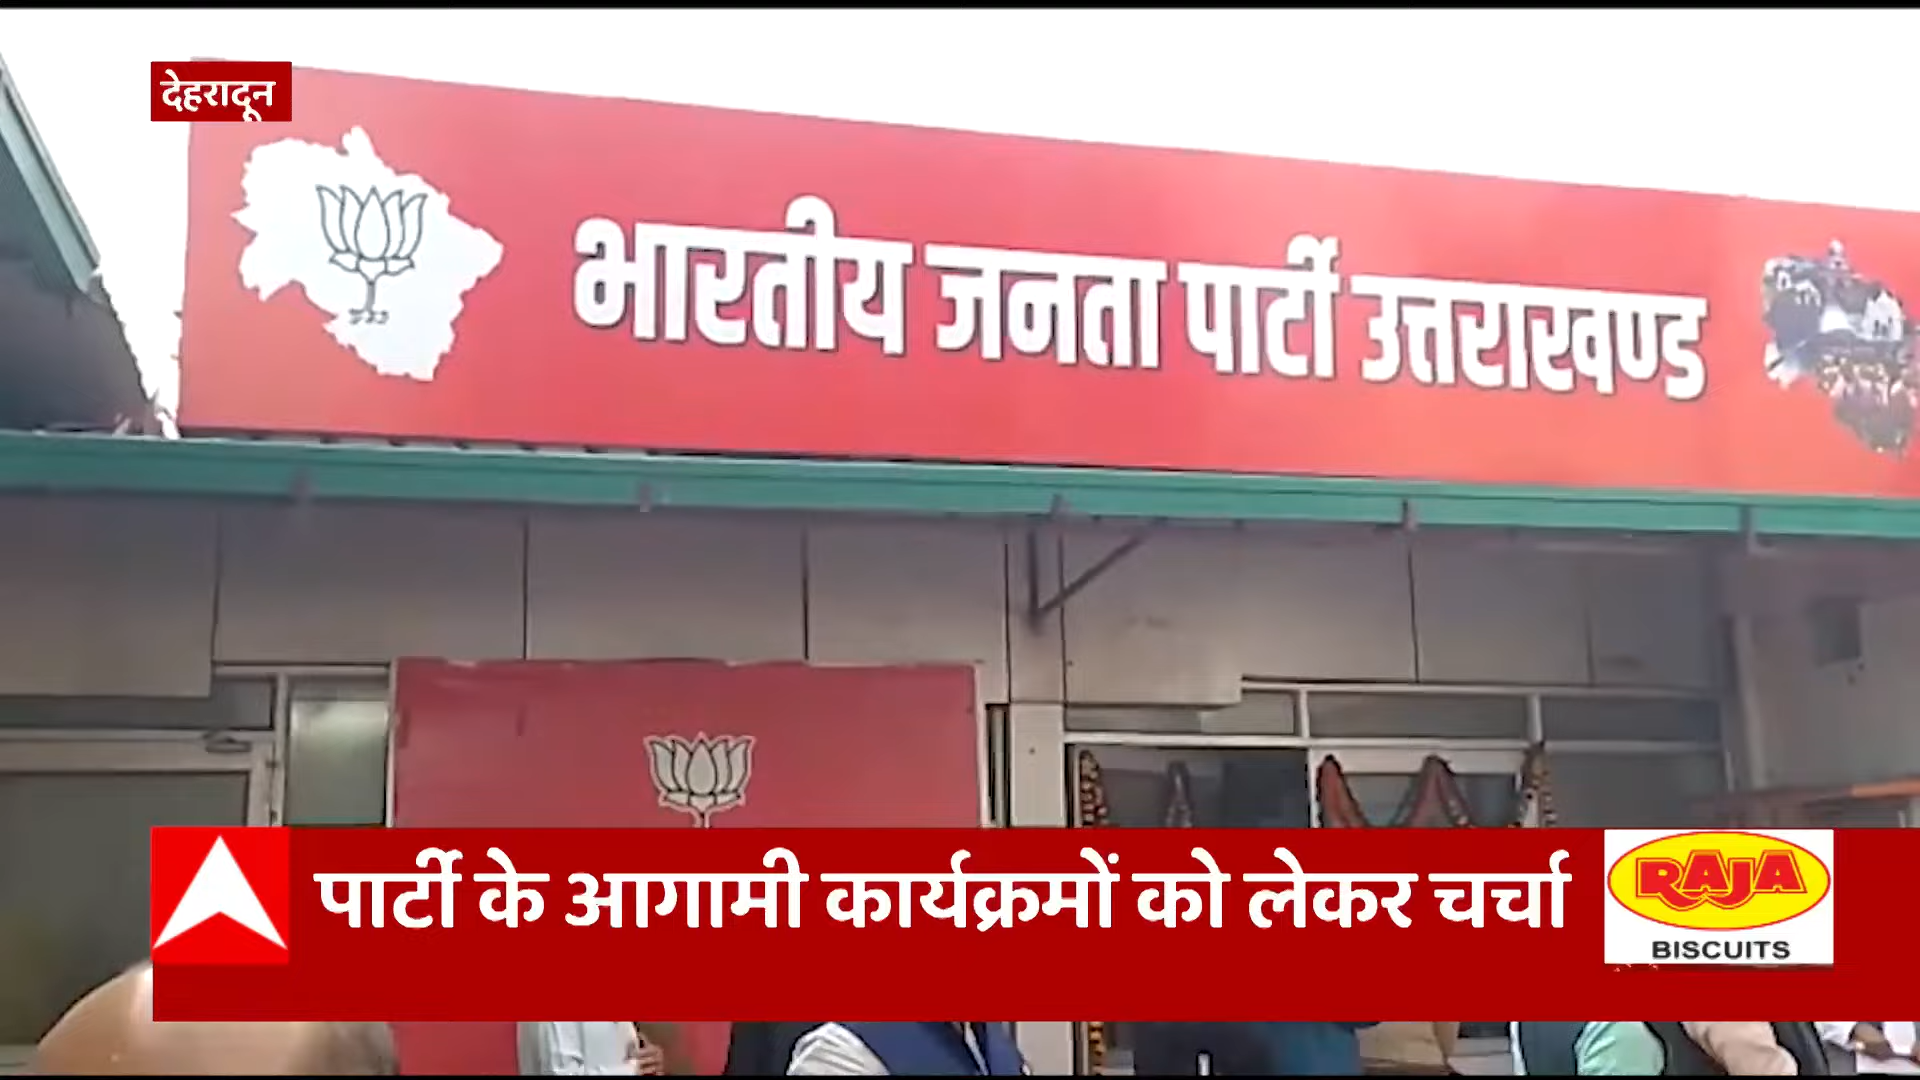 देहरादून
भारतीय जनता पार्टी उत्तराखण्ड
पार्टी के आगामी कार्यक्रमों को लेकर चर्चा
RAJA
BISCUITS